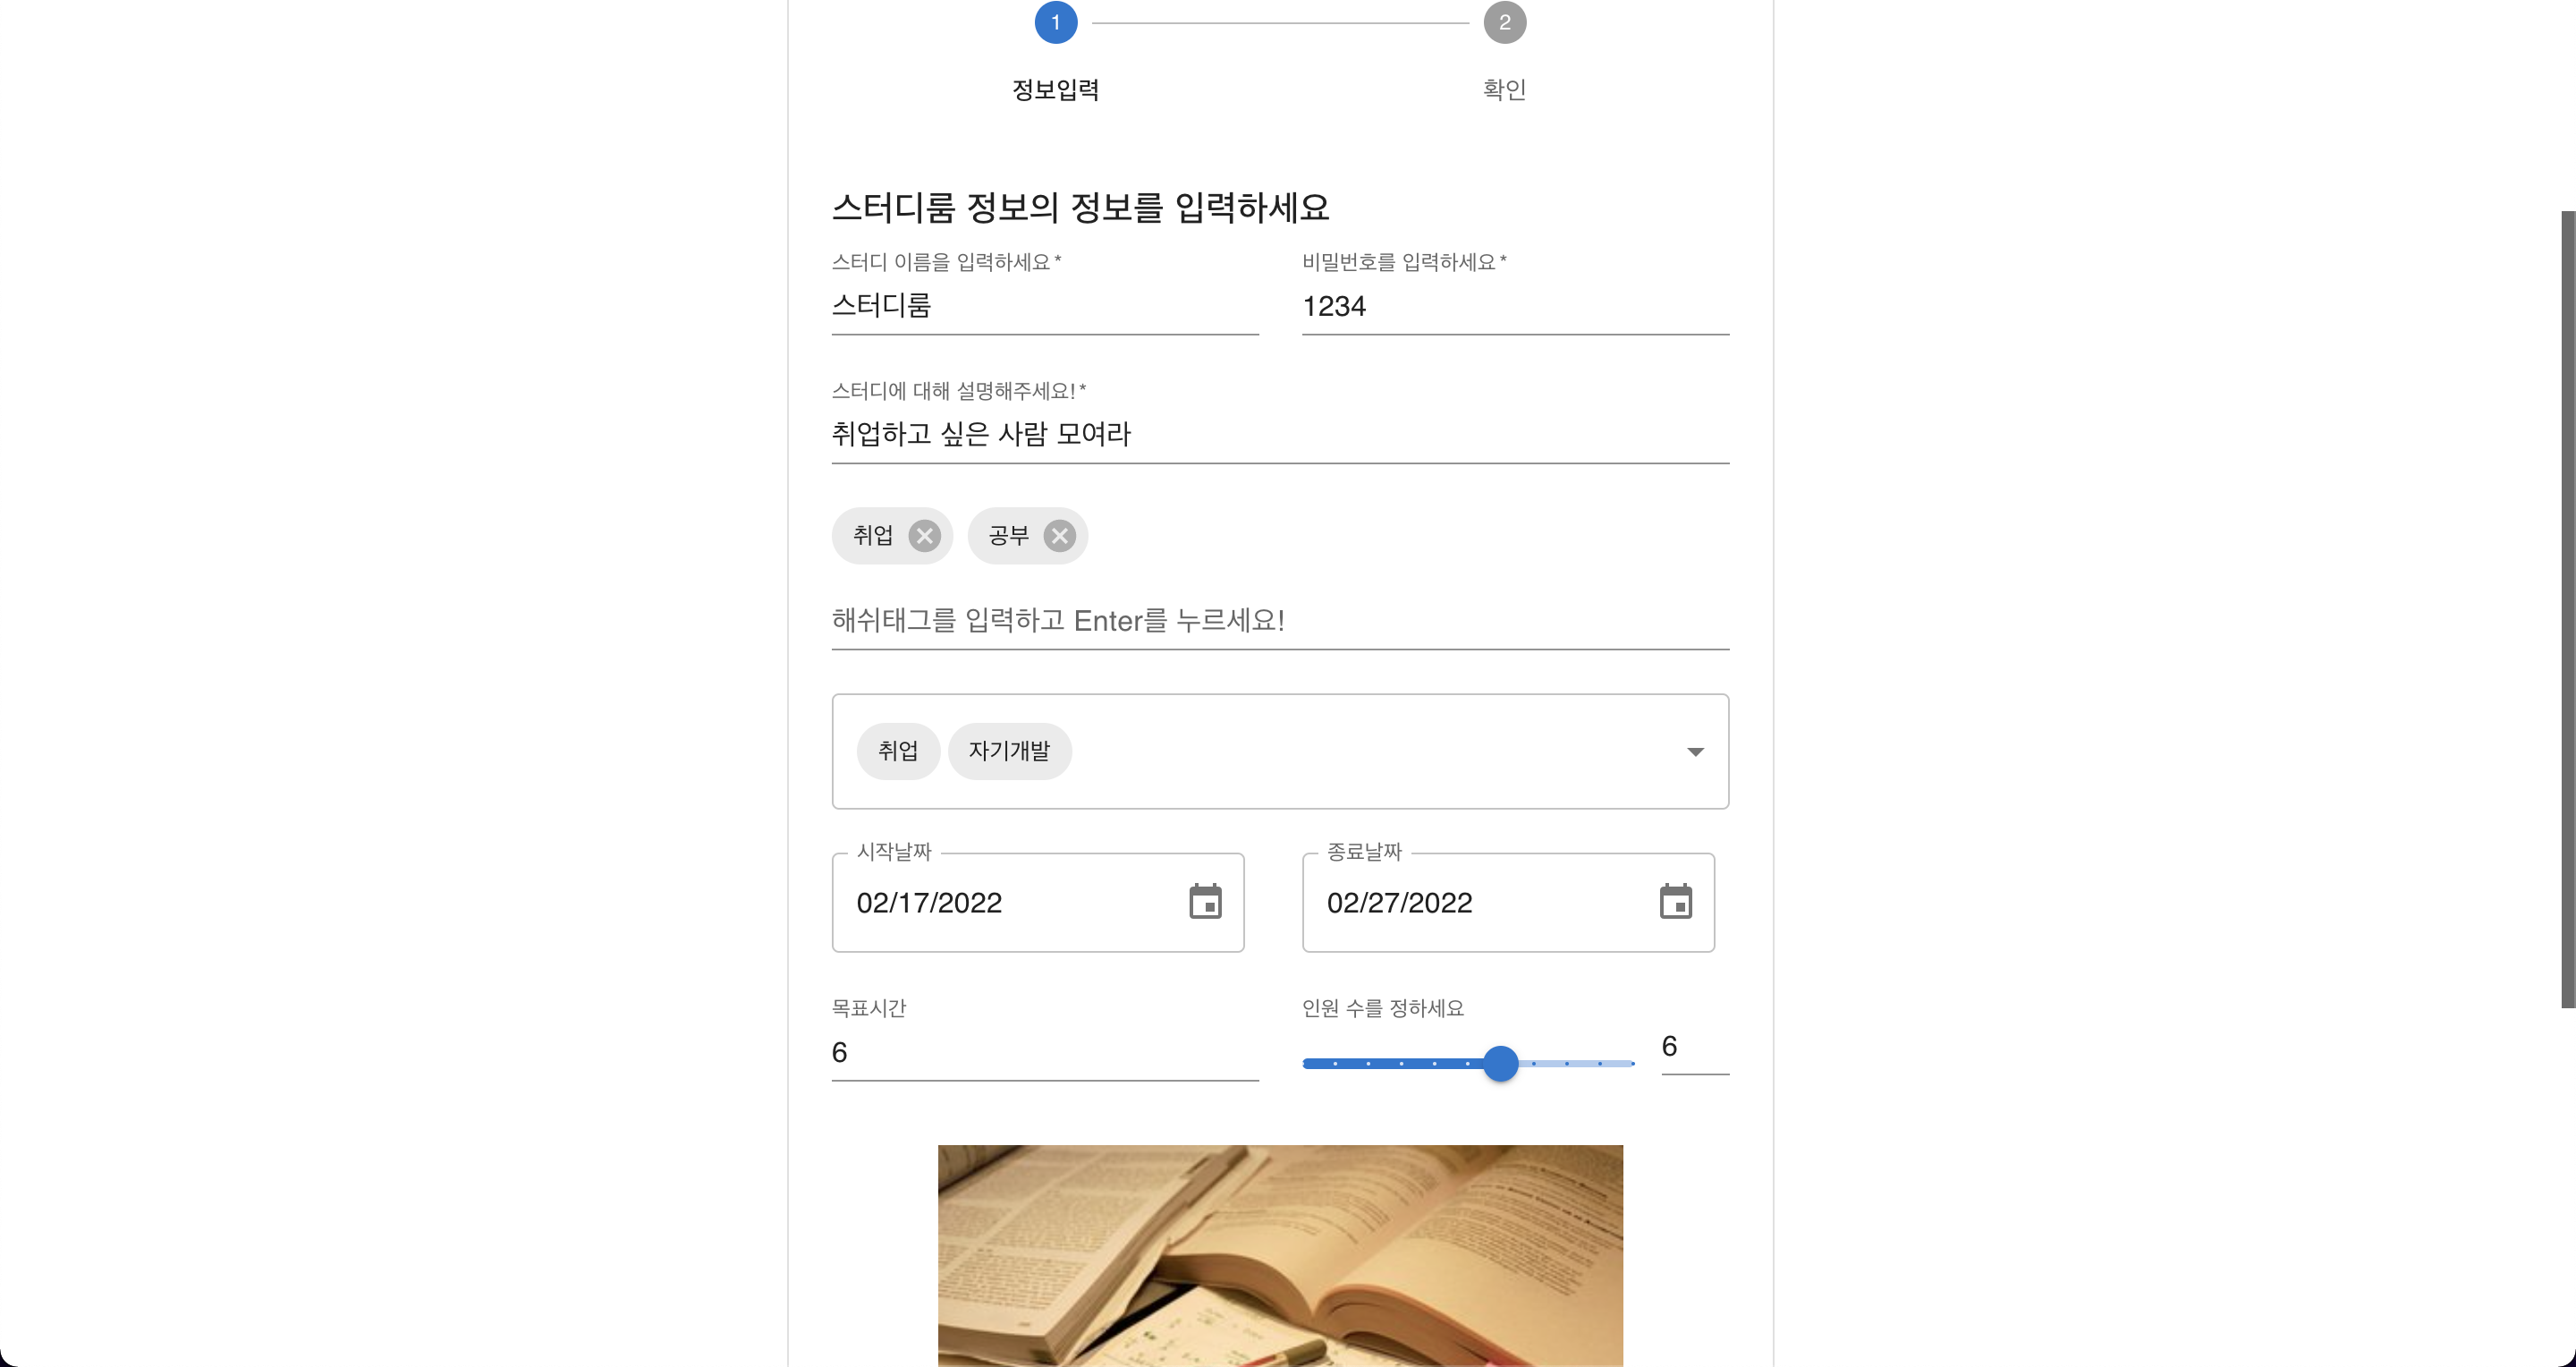 1 2
정보입력 확인
스터디룸 정보의 정보를 입력하세요
스터디 이름을 입력하세요 * 비밀번호를 입력하세요 *
스터디룸 1234
스터디에 대해 설명해주세요! *
취업하고 싶은 사람 모여라
취업 공부
해쉬태그를 입력하고 Enter를 누르세요!
취업 자기개발
시작날짜 종료날짜
02/17/2022 02/27/2022
목표시간 인원 수를 정하세요
6 6